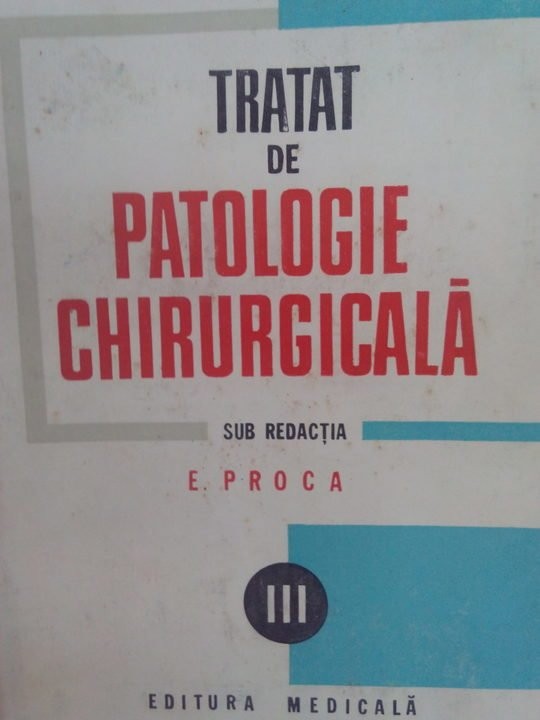 TRATAT
DE
PATOLOGIE
CHIRURGICALĂ
SUB REDACȚIA
E. PROCA
III
EDITURA MEDICALĂ